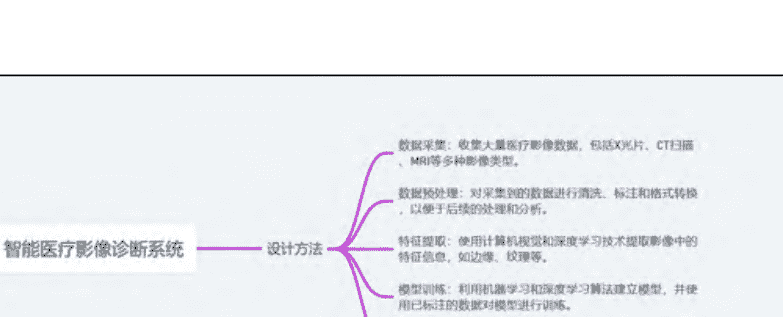 数据采集：收集大量医疗影像数据，包括X光片、CT扫描
、MRI等多种影像类型。
数据预处理：对采集到的数据进行清洗、标注和格式转换
，以便于后续的处理和分析。
智能医疗影像诊断系统
设计方法
特征提取：使用计算机视觉和深度学习技术提取影像中的
特征信息，如边缘、纹理等。
模型训练：利用机器学习和深度学习算法建立模型，并使
用已标注的数据对模型进行训练。